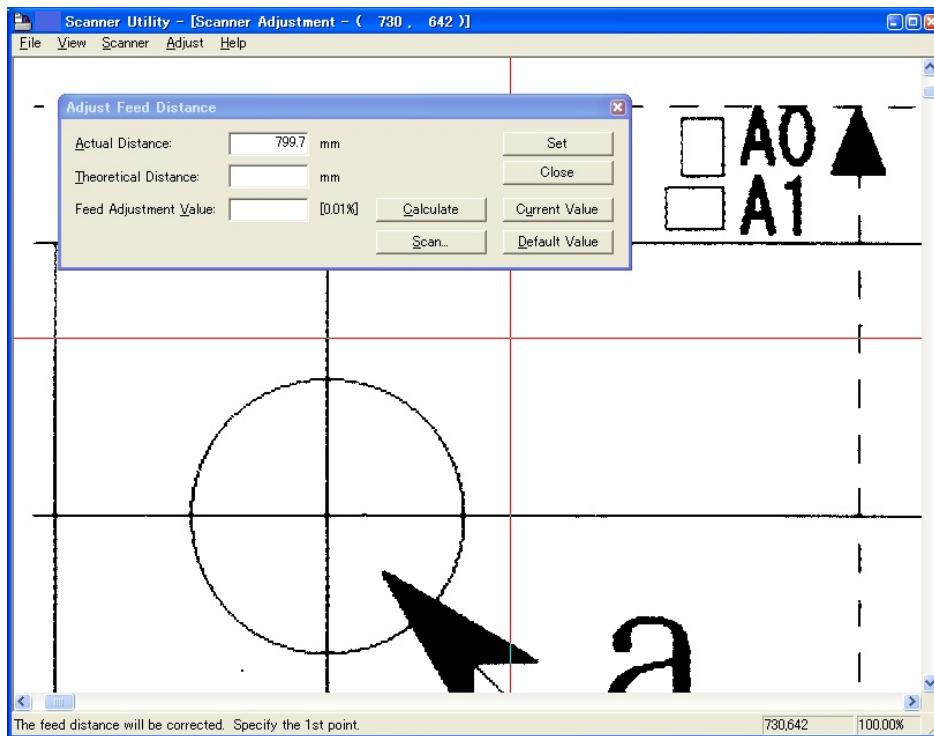 Scanner Utility - [Scanner Adjustment - ( 730 , 642 )]
File View Scanner Adjust Help
Adjust Feed Distance
Actual Distance: 799.7 mm Set
Theoretical Distance: mm Close
Feed Adjustment Value: [0.01%] Calculate Current Value
Scan... Default Value
A0
A1
a
The feed distance will be corrected. Specify the 1st point. 730,642 100.00%